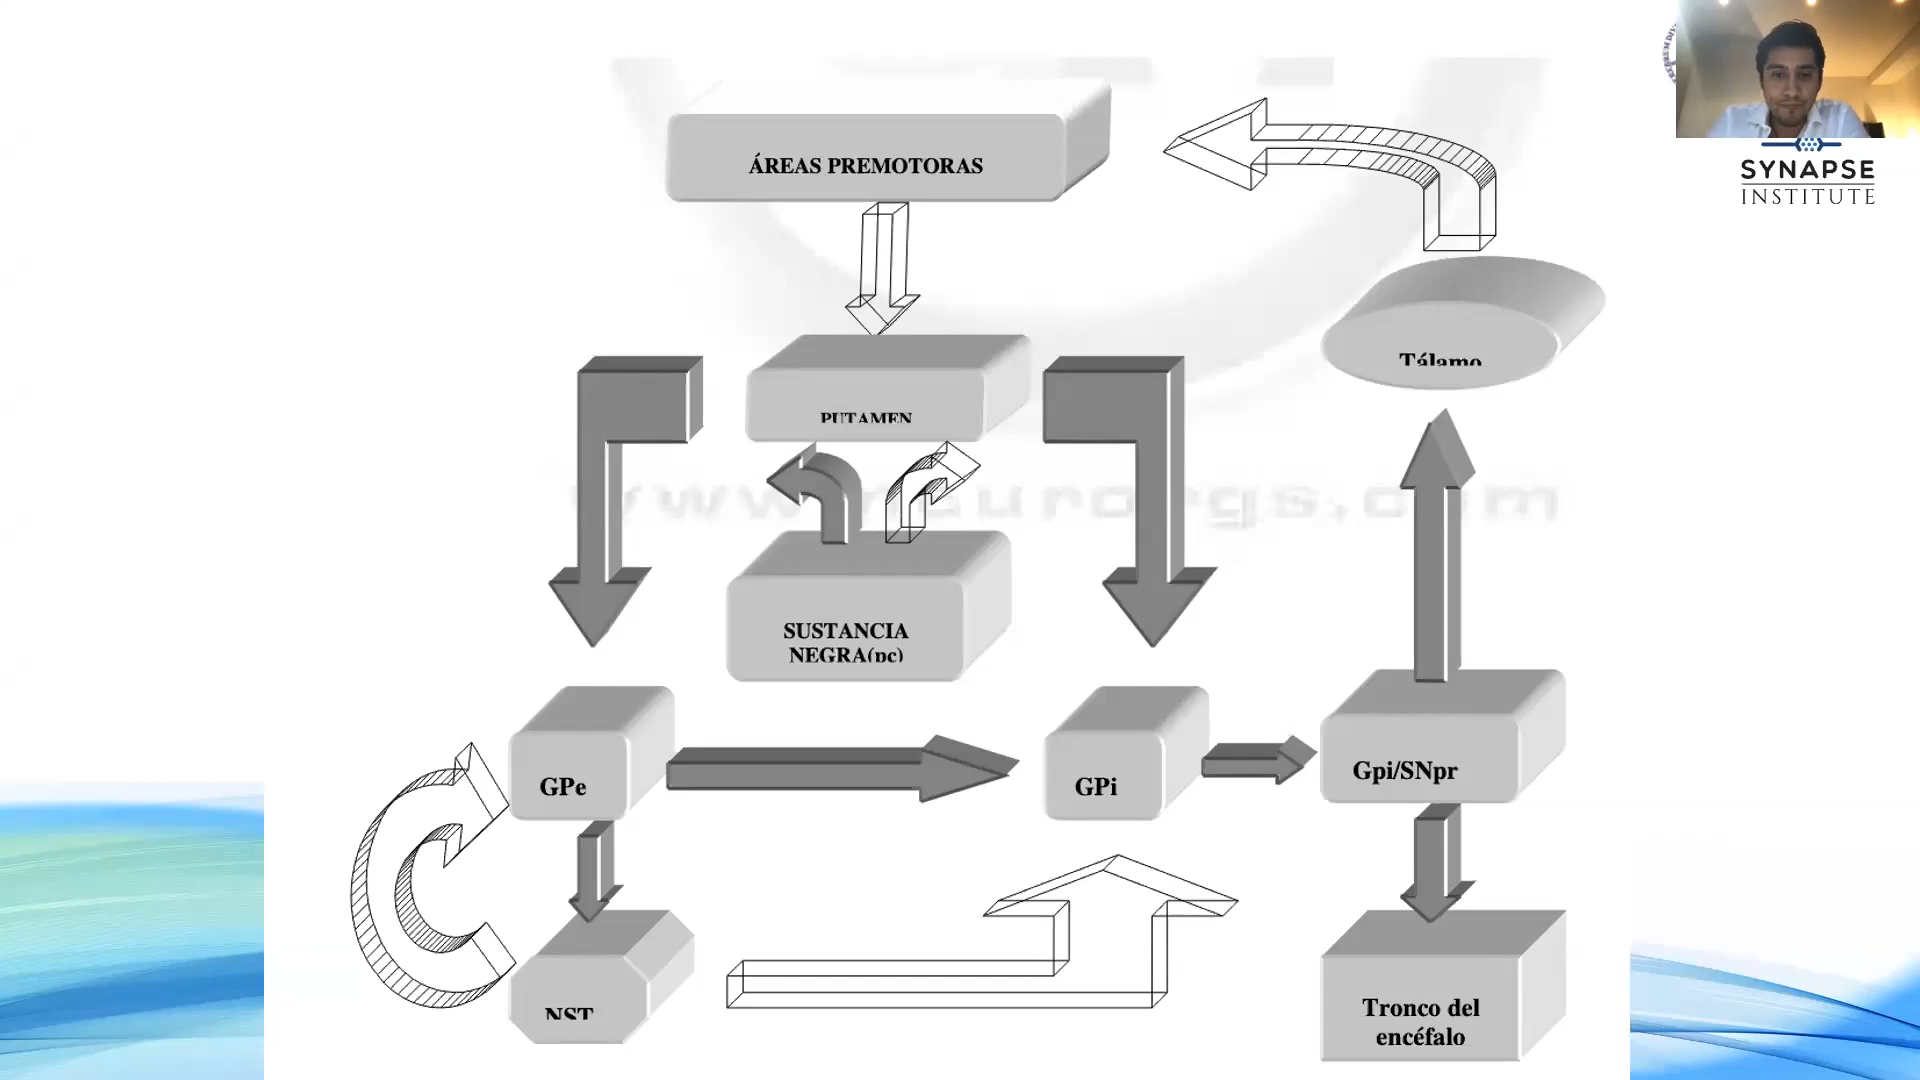 ÁREAS PREMOTORAS
SYNAPSE
INSTITUTE
Tálamo
PUTAMEN
SUSTANCIA
NEGRA(pc)
GPe
GPi
Gpi/SNpr
NST
Tronco del
encéfalo